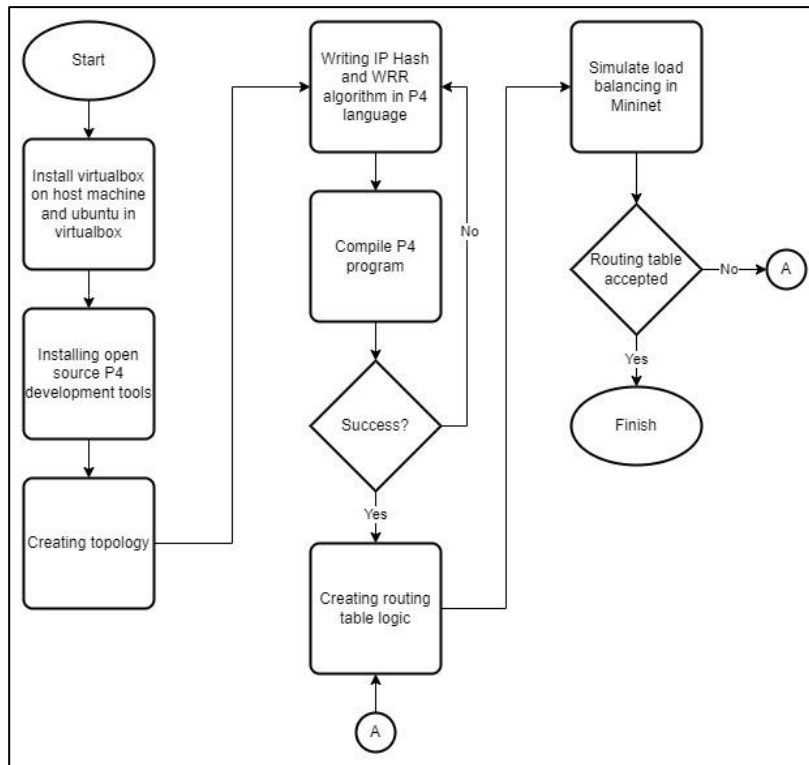 Start
Install virtualbox
on host machine
and ubuntu in
virtualbox
Installing open
source P4
development tools
Creating topology
Writing IP Hash
and WRR
algorithm in P4
language
Compile P4
program
No
Success?
Yes
Creating routing
table logic
A
Simulate load
balancing in
Mininet
Routing table
accepted
No
A
Yes
Finish